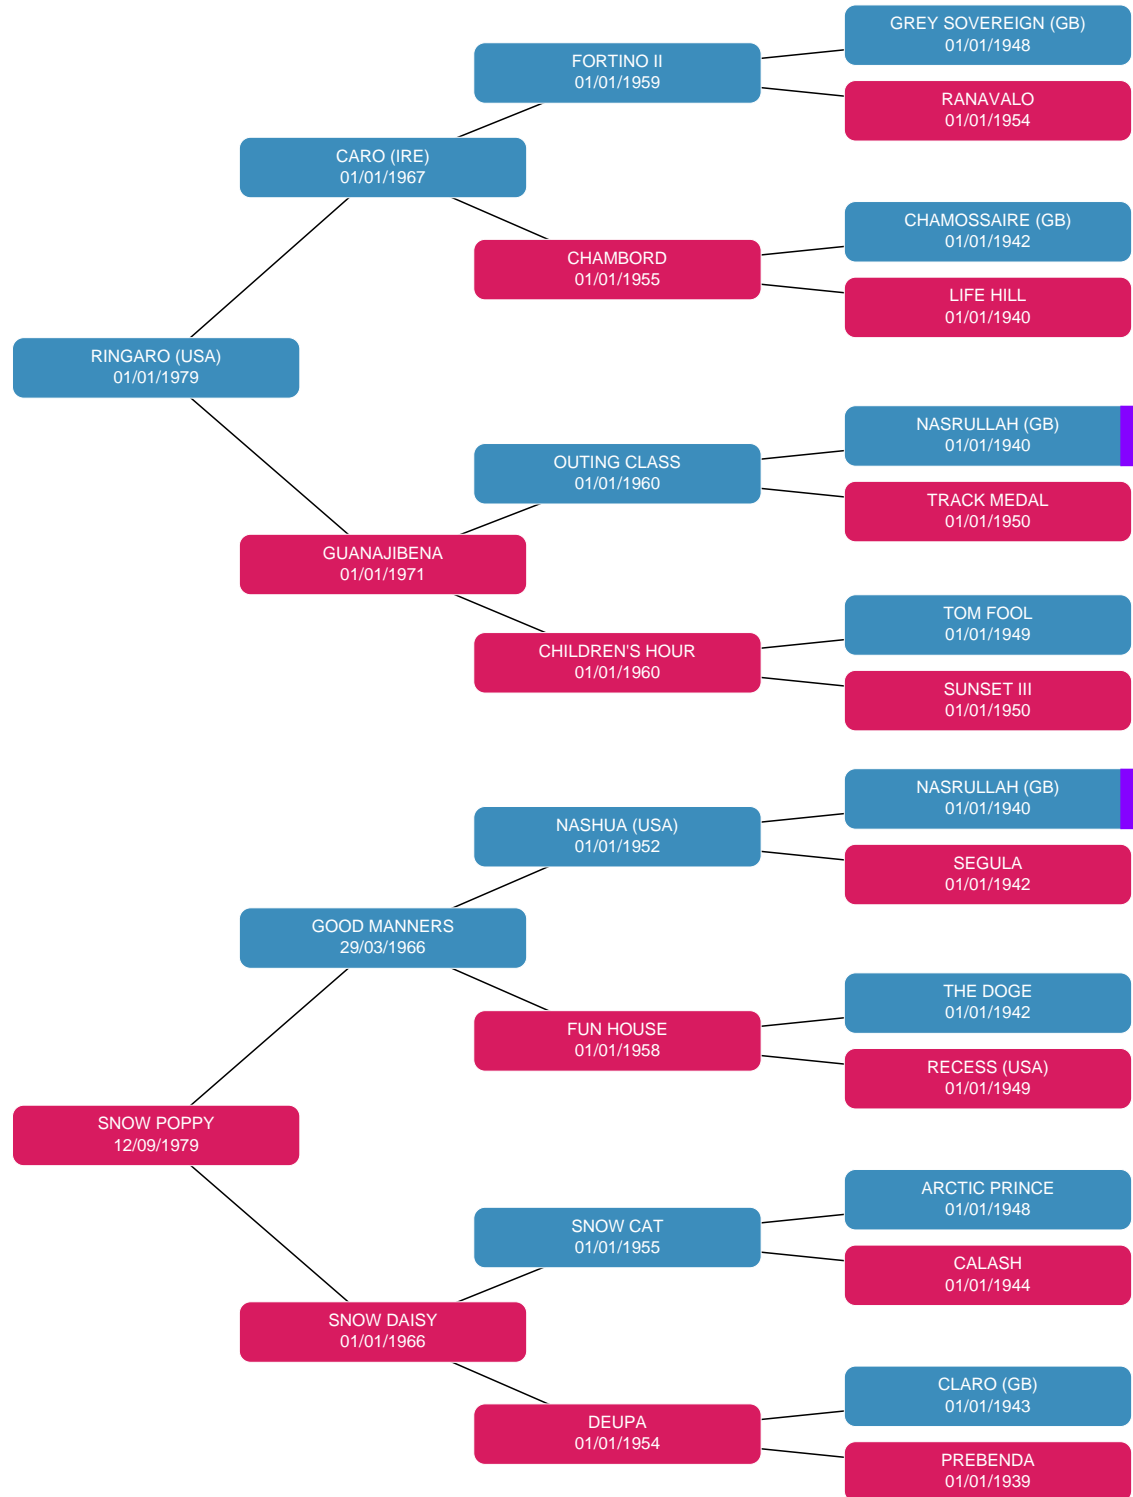 GREY SOVEREIGN (GB)
01/01/1948
FORTINO II
01/01/1959
RANAVALO
01/01/1954
CARO (IRE)
01/01/1967
CHAMOSSAIRE (GB)
01/01/1942
CHAMBORD
01/01/1955
LIFE HILL
01/01/1940
RINGARO (USA)
01/01/1979
NASRULLAH (GB)
01/01/1940
OUTING CLASS
01/01/1960
TRACK MEDAL
01/01/1950
GUANAJIBENA
01/01/1971
TOM FOOL
01/01/1949
CHILDREN'S HOUR
01/01/1960
SUNSET III
01/01/1950
NASRULLAH (GB)
01/01/1940
NASHUA (USA)
01/01/1952
SEGULA
01/01/1942
GOOD MANNERS
29/03/1966
THE DOGE
01/01/1942
FUN HOUSE
01/01/1958
RECESS (USA)
01/01/1949
SNOW POPPY
12/09/1979
ARCTIC PRINCE
01/01/1948
SNOW CAT
01/01/1955
CALASH
01/01/1944
SNOW DAISY
01/01/1966
CLARO (GB)
01/01/1943
DEUPA
01/01/1954
PREBENDA
01/01/1939